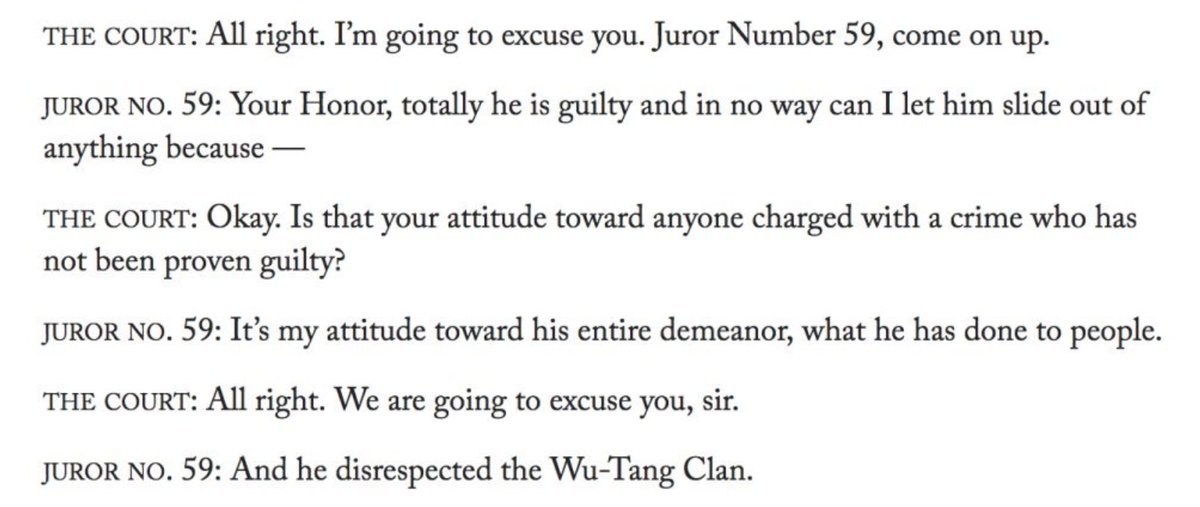 THE COURT: All right. I’m going to excuse you. Juror Number 59, come on up.
JUROR NO. 59: Your Honor, totally he is guilty and in no way can I let him slide out of
anything because —
THE COURT: Okay. Is that your attitude toward anyone charged with a crime who has
not been proven guilty?
JUROR NO. 59: It’s my attitude toward his entire demeanor, what he has done to people.
THE COURT: All right. We are going to excuse you, sir.
JUROR NO. 59: And he disrespected the Wu-Tang Clan.